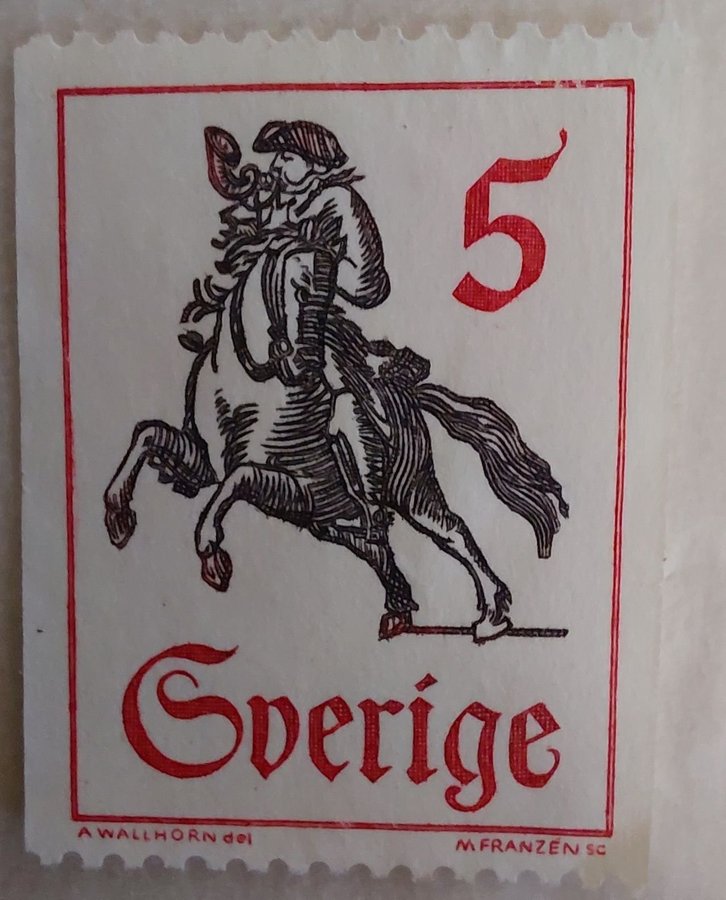 5
Sverige
A WALLHORN del
M FRANZÉN sc